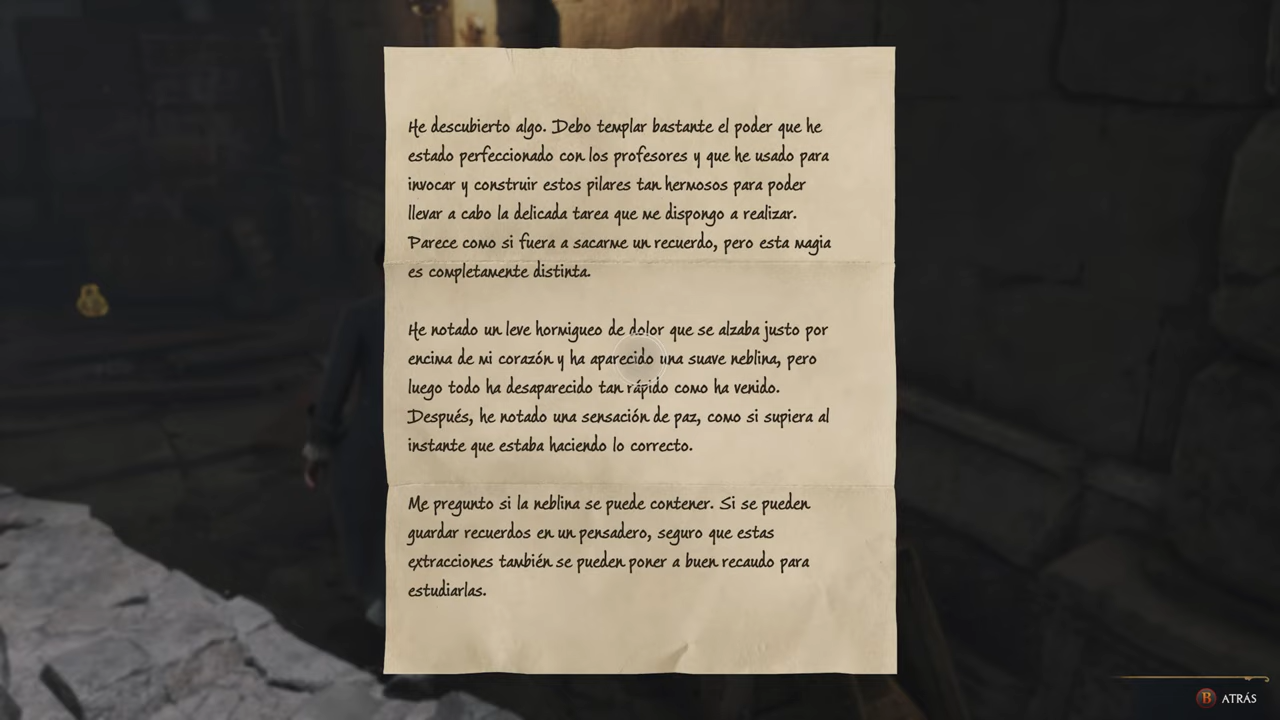 He descubierto algo. Debo templar bastante el poder que he
estado perfeccionado con los profesores y que he usado para
invocar y construir estos pilares tan hermosos para poder
llevar a cabo la delicada tarea que me dispongo a realizar.
Parece como si fuera a sacarme un recuerdo, pero esta magia
es completamente distinta.
He notado un leve hormigueo de dolor que se alzaba justo por
encima de mi corazón y ha aparecido una suave neblina, pero
luego todo ha desaparecido tan rápido como ha venido.
Después, he notado una sensación de paz, como si supiera al
instante que estaba haciendo lo correcto.
Me pregunto si la neblina se puede contener. Si se pueden
guardar recuerdos en un pensadero, seguro que estas
extracciones también se pueden poner a buen recaudo para
estudiarlas.
B ATRÁS